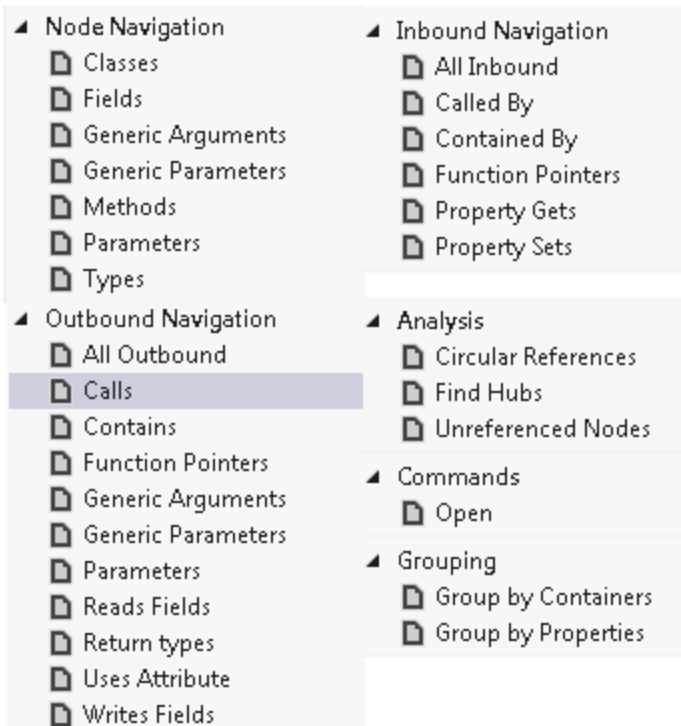 Node Navigation
Classes
Fields
Generic Arguments
Generic Parameters
Methods
Parameters
Types
Outbound Navigation
All Outbound
Calls
Contains
Function Pointers
Generic Arguments
Generic Parameters
Parameters
Reads Fields
Return types
Uses Attribute
Writes Fields
Inbound Navigation
All Inbound
Called By
Contained By
Function Pointers
Property Gets
Property Sets
Analysis
Circular References
Find Hubs
Unreferenced Nodes
Commands
Open
Grouping
Group by Containers
Group by Properties